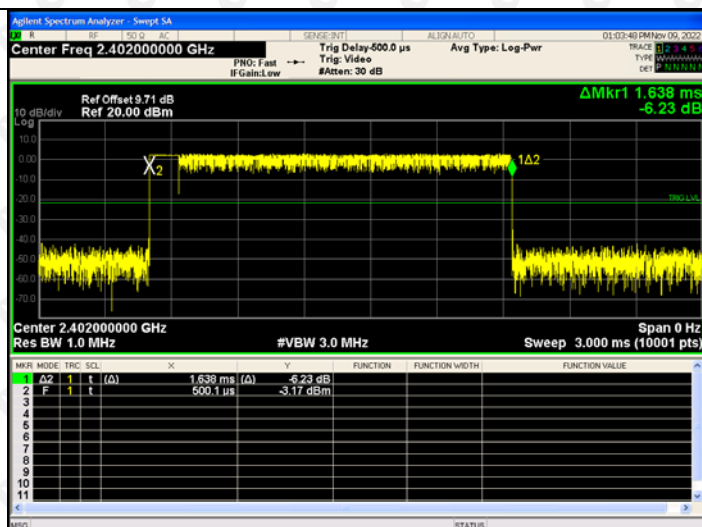 Agilent Spectrum Analyzer - Swept SA
R RF 50 Ω AC SENSE:INT ALIGN AUTO 01:03:48 PM Nov 09, 2022
Center Freq 2.402000000 GHz
PNO: Fast
IFGain:Low
Trig Delay-500.0 µs
Trig: Video
#Atten: 30 dB
Avg Type: Log-Pwr
TRACE 1 2 3 4 5
TYPE
DET P N N N N N
ΔMkr1 1.638 ms
-6.23 dB
Ref Offset 9.71 dB
10 dB/div Ref 20.00 dBm
Log
10.0
0.00
-10.0
-20.0
-30.0
-40.0
-50.0
-60.0
-70.0
X2
1Δ2
TRIG LVL
Center 2.402000000 GHz Span 0 Hz
Res BW 1.0 MHz #VBW 3.0 MHz Sweep 3.000 ms (10001 pts)
MKR MODE TRC SCL X Y FUNCTION FUNCTION WIDTH FUNCTION VALUE
1 Δ2 1 t (Δ) 1.638 ms (Δ) -6.23 dB
2 F 1 t 500.1 µs -3.17 dBm
3
4
5
6
7
8
9
10
11
MSG STATUS